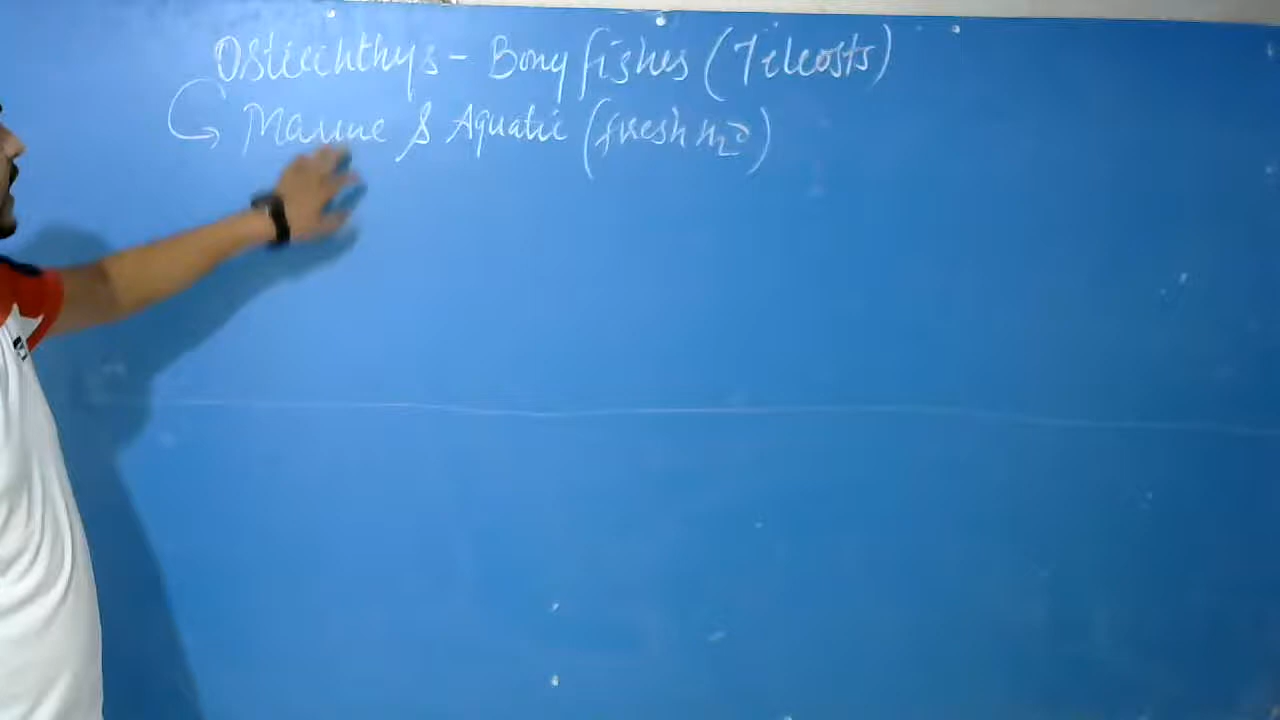 Osteichthys - Bony fishes (Teleosts)
Marine & Aquatic (fresh H2O)